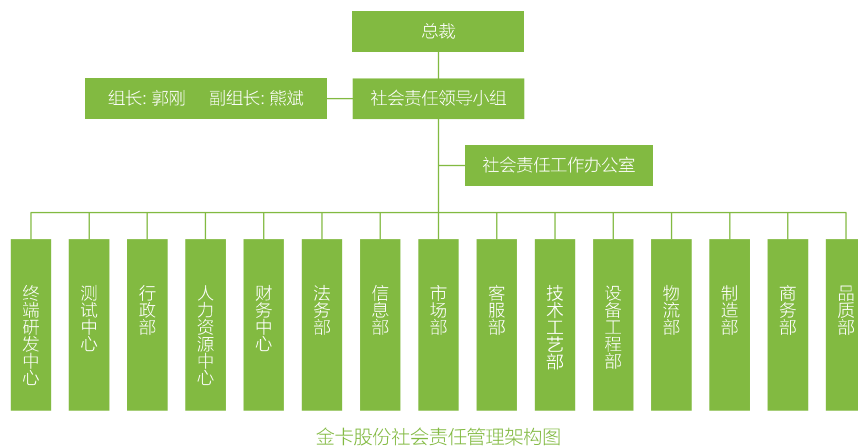 总裁
组长: 郭刚 副组长: 熊斌
社会责任领导小组
社会责任工作办公室
终端研发中心
测试中心
行政部
人力资源中心
财务中心
法务部
信息部
市场部
客服部
技术工艺部
设备工程部
物流部
制造部
商务部
品质部
金卡股份社会责任管理架构图